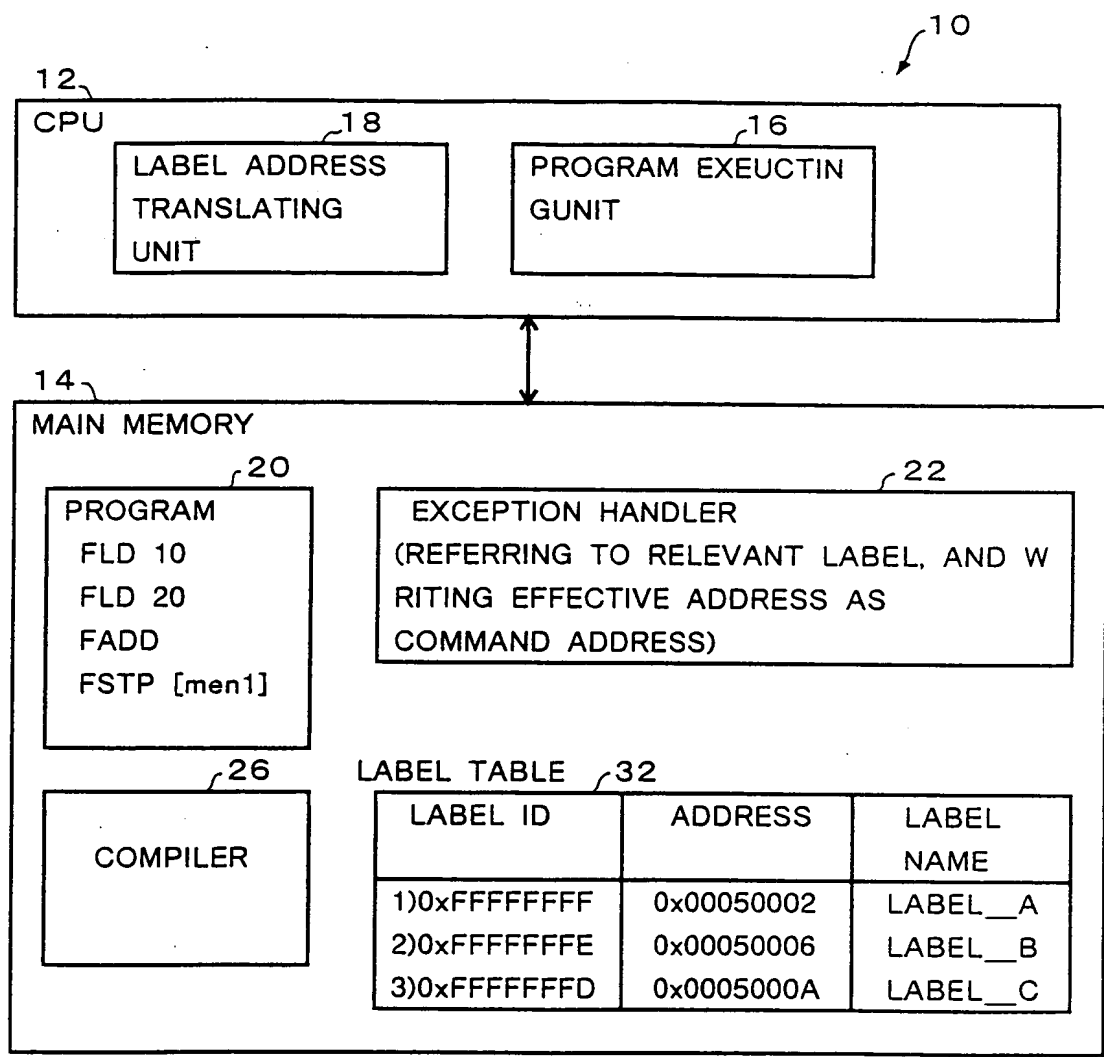 10
12
CPU
18
LABEL ADDRESS
TRANSLATING
UNIT
16
PROGRAM EXEUCTIN
GUNIT
14
MAIN MEMORY
20
PROGRAM
FLD 10
FLD 20
FADD
FSTP [men1]
22
EXCEPTION HANDLER
(REFERRING TO RELEVANT LABEL, AND W
RITING EFFECTIVE ADDRESS AS
COMMAND ADDRESS)
26
COMPILER
LABEL TABLE 32
LABEL ID ADDRESS LABEL
NAME
1)0xFFFFFFFF 0x00050002 LABEL__A
2)0xFFFFFFFE 0x00050006 LABEL__B
3)0xFFFFFFFD 0x0005000A LABEL__C